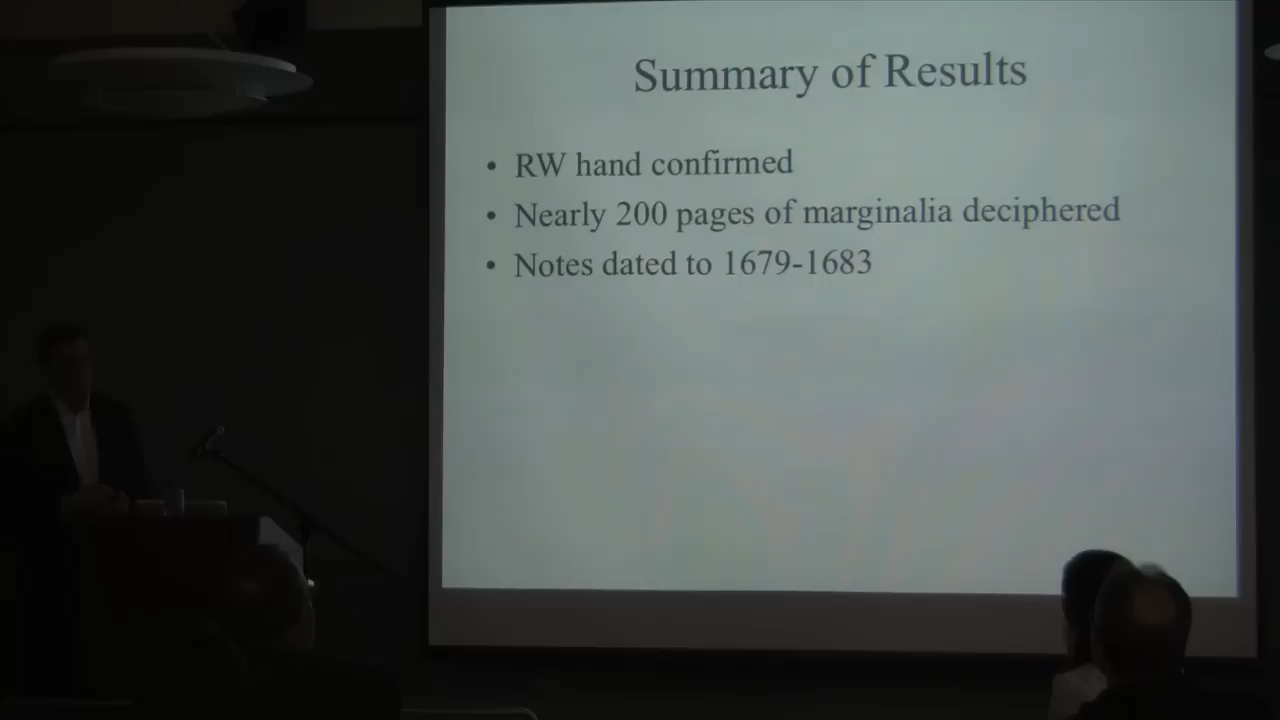 Summary of Results
• RW hand confirmed
• Nearly 200 pages of marginalia deciphered
• Notes dated to 1679-1683